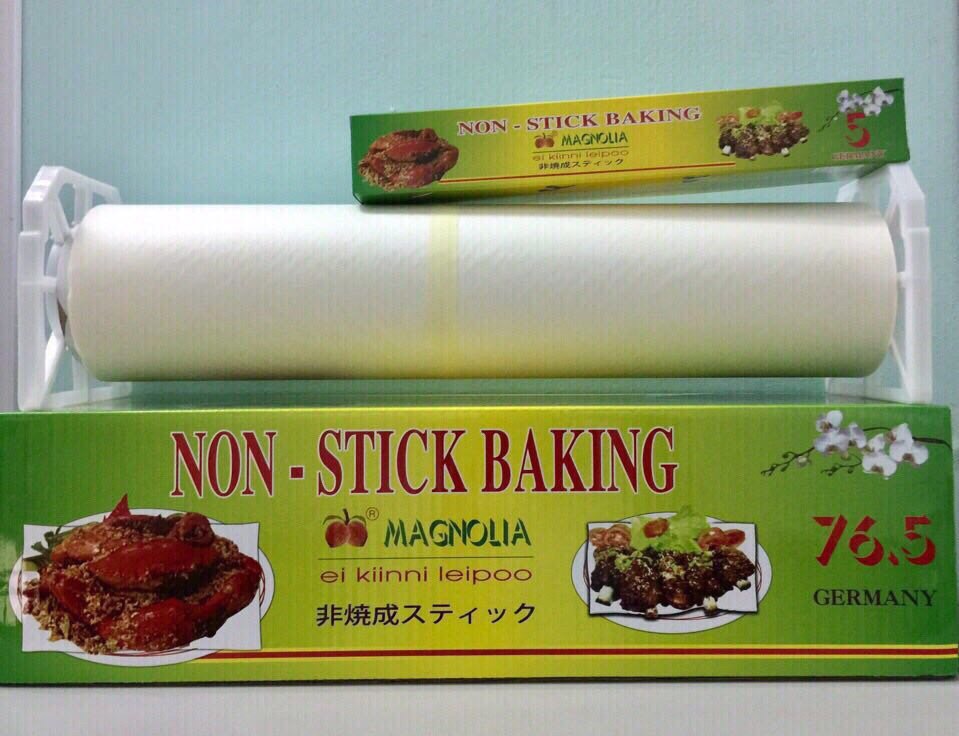 NON - STICK BAKING
MAGNOLIA
ei kiinni leipoo
非焼成スティック
5
GERMANY
NON - STICK BAKING
® MAGNOLIA
ei kiinni leipoo
非焼成スティック
76.5
GERMANY